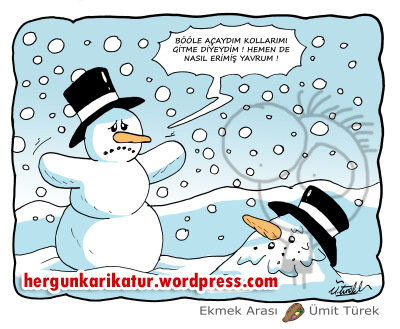 BÖÖLE AÇAYDIM KOLLARIMI
GİTME DİYEYDİM ! HEMEN DE
NASIL ERİMİŞ YAVRUM !
hergunkarikatur.wordpress.com
Ekmek Arası Ümit Türek